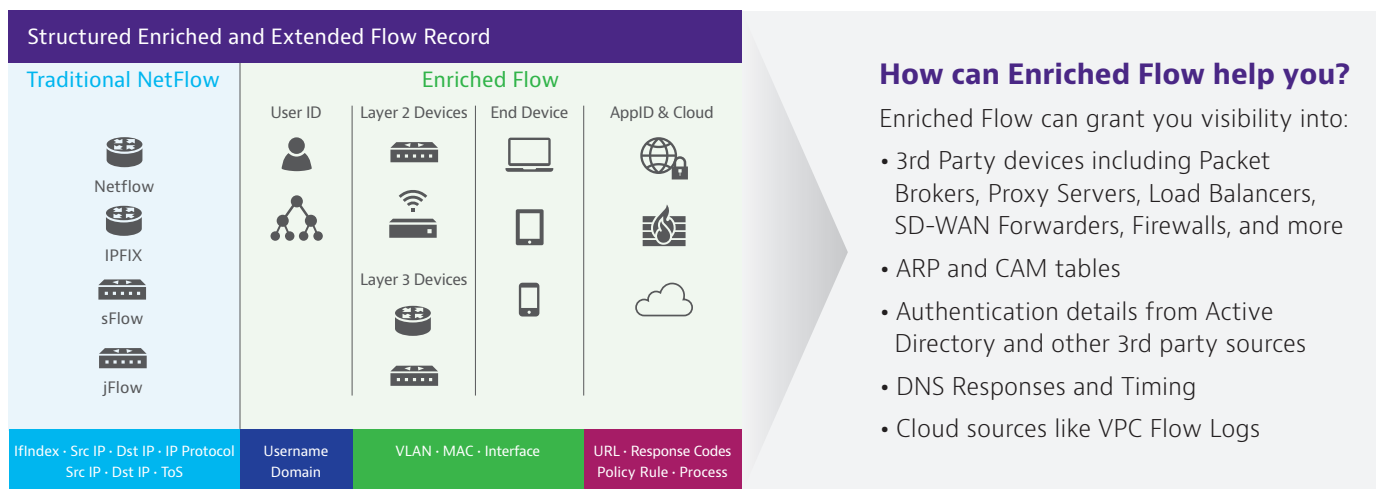 Structured Enriched and Extended Flow Record
Traditional NetFlow
Netflow
IPFIX
sFlow
jFlow
IfIndex · Src IP · Dst IP · IP Protocol
Src IP · Dst IP · ToS
Enriched Flow
User ID
Layer 2 Devices
Layer 3 Devices
End Device
AppID & Cloud
Username
Domain
VLAN · MAC · Interface
URL · Response Codes
Policy Rule · Process
How can Enriched Flow help you?
Enriched Flow can grant you visibility into:
• 3rd Party devices including Packet
Brokers, Proxy Servers, Load Balancers,
SD-WAN Forwarders, Firewalls, and more
• ARP and CAM tables
• Authentication details from Active
Directory and other 3rd party sources
• DNS Responses and Timing
• Cloud sources like VPC Flow Logs